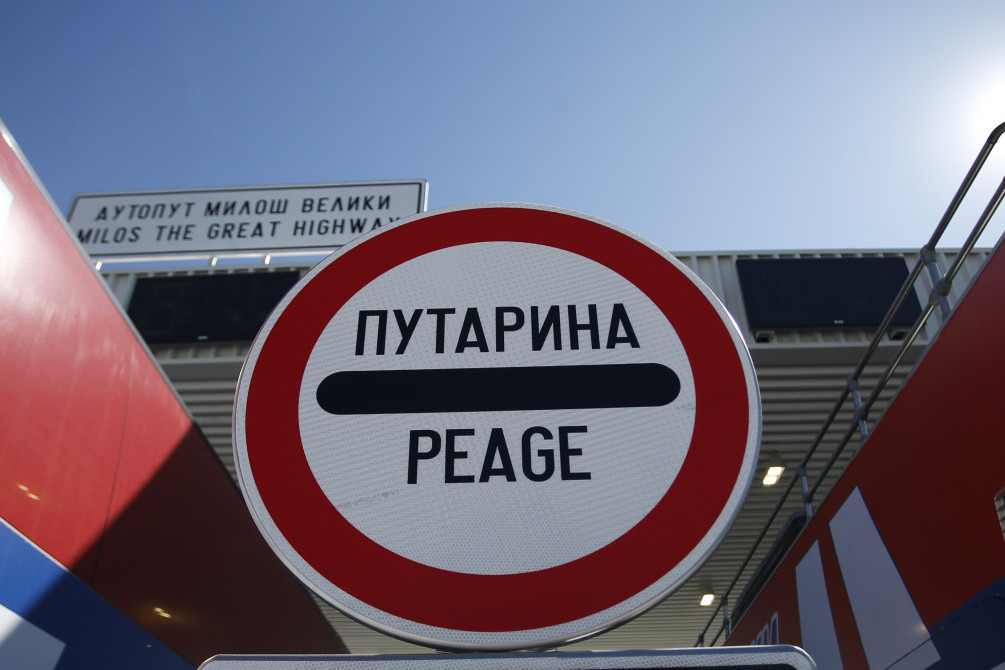 АУТОПУТ МИЛОШ ВЕЛИКИ
MILOS THE GREAT HIGHWAY
ПУТАРИНА
PEAGE